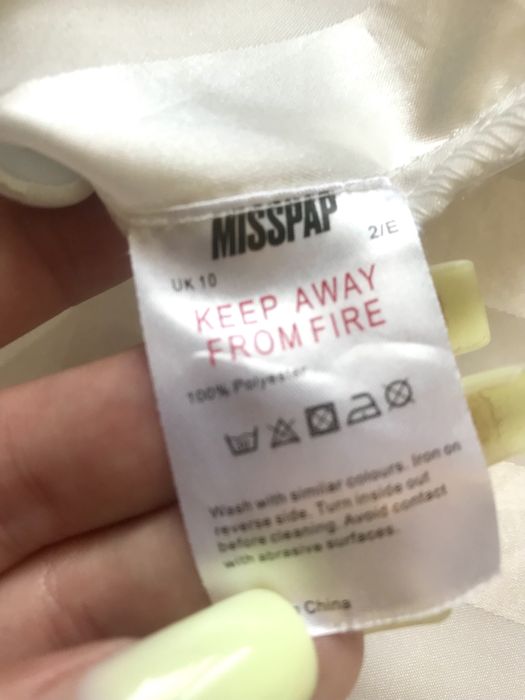 MISSPAP
2/E
UK 10
KEEP AWAY
FROM FIRE
100% Polyester
Wash with similar colours. Iron on
reverse side. Turn inside out
before cleaning. Avoid contact
with abrasive surfaces.
China